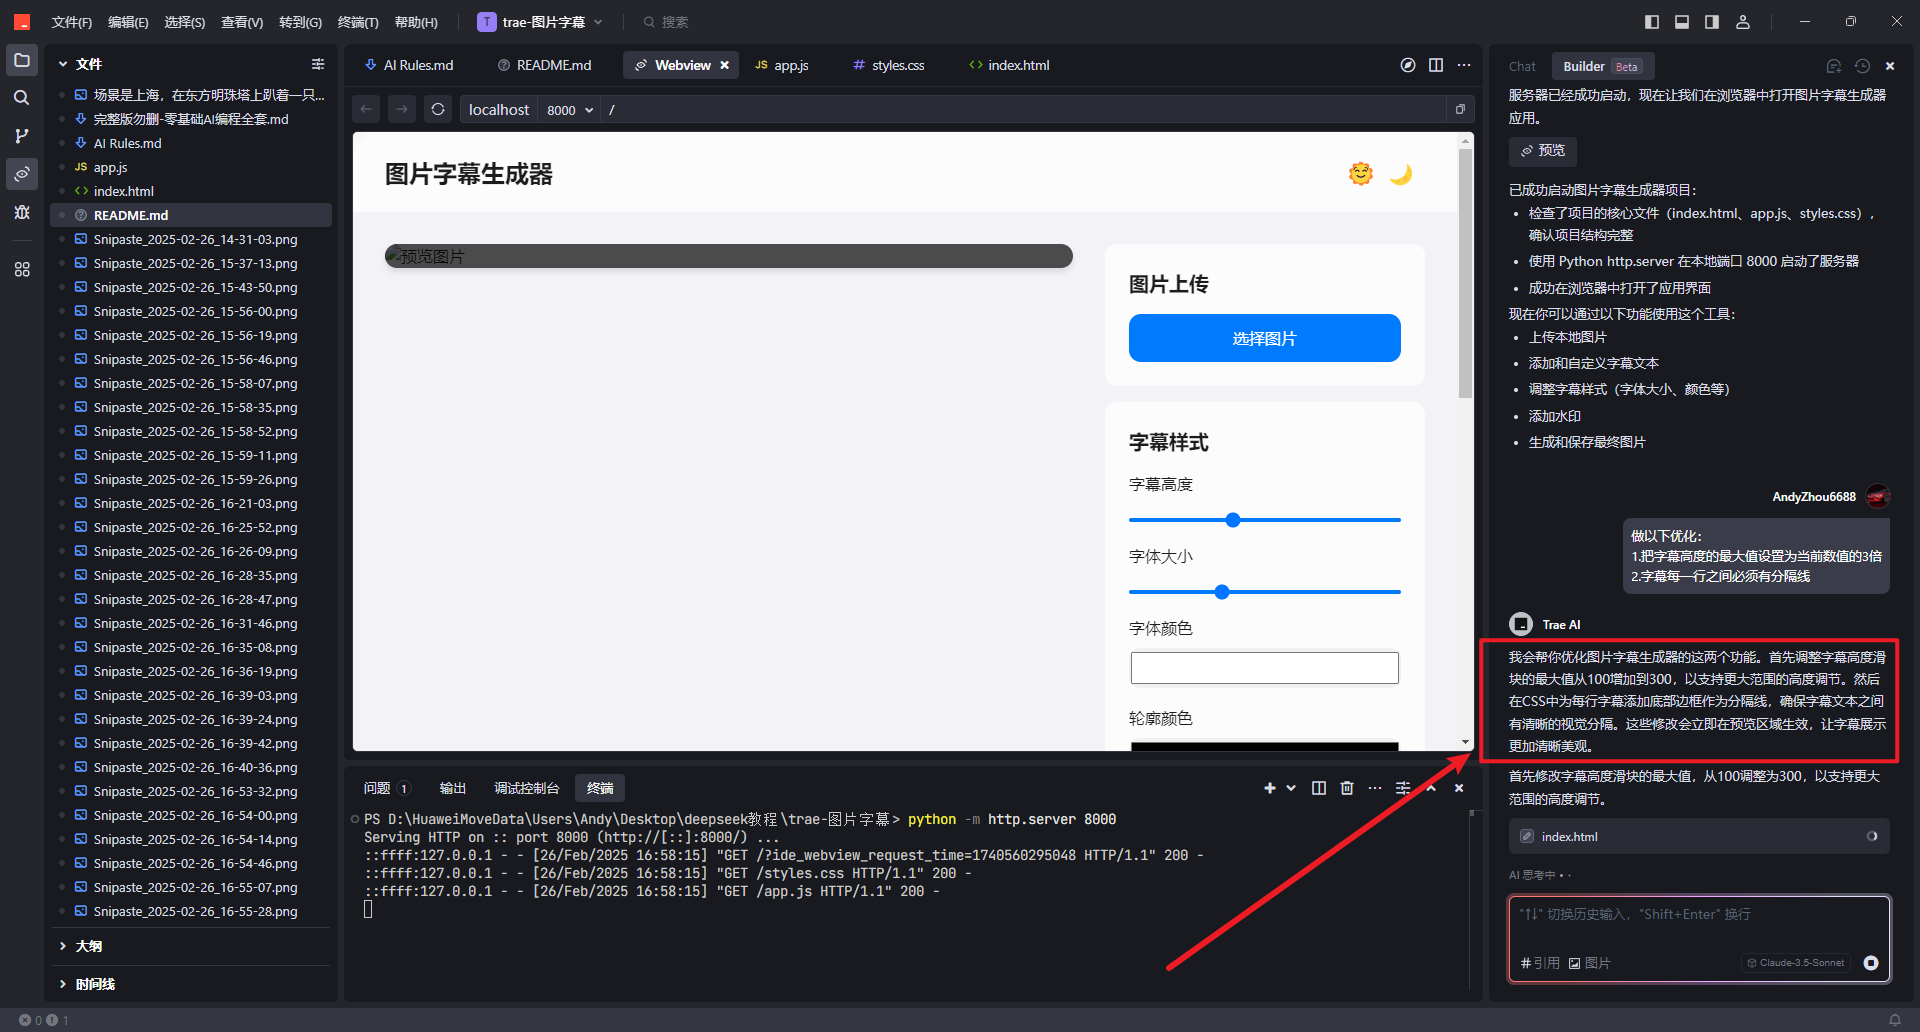 文件(F) 编辑(E) 选择(S) 查看(V) 转到(G) 终端(T) 帮助(H) T trae-图片字幕 搜索
文件
场景是上海，在东方明珠塔上趴着一只...
完整版勿删-零基础AI编程全套.md
AI Rules.md
JS app.js
index.html
README.md
Snipaste_2025-02-26_14-31-03.png
Snipaste_2025-02-26_15-37-13.png
Snipaste_2025-02-26_15-43-50.png
Snipaste_2025-02-26_15-56-00.png
Snipaste_2025-02-26_15-56-19.png
Snipaste_2025-02-26_15-56-46.png
Snipaste_2025-02-26_15-58-07.png
Snipaste_2025-02-26_15-58-35.png
Snipaste_2025-02-26_15-58-52.png
Snipaste_2025-02-26_15-59-11.png
Snipaste_2025-02-26_15-59-26.png
Snipaste_2025-02-26_16-21-03.png
Snipaste_2025-02-26_16-25-52.png
Snipaste_2025-02-26_16-26-09.png
Snipaste_2025-02-26_16-28-35.png
Snipaste_2025-02-26_16-28-47.png
Snipaste_2025-02-26_16-31-46.png
Snipaste_2025-02-26_16-35-08.png
Snipaste_2025-02-26_16-36-19.png
Snipaste_2025-02-26_16-39-03.png
Snipaste_2025-02-26_16-39-24.png
Snipaste_2025-02-26_16-39-42.png
Snipaste_2025-02-26_16-40-36.png
Snipaste_2025-02-26_16-53-32.png
Snipaste_2025-02-26_16-54-00.png
Snipaste_2025-02-26_16-54-14.png
Snipaste_2025-02-26_16-54-46.png
Snipaste_2025-02-26_16-55-07.png
Snipaste_2025-02-26_16-55-28.png
大纲
时间线
0 1
AI Rules.md README.md Webview JS app.js # styles.css index.html
localhost 8000 /
图片字幕生成器
预览图片
图片上传
选择图片
字幕样式
字幕高度
字体大小
字体颜色
轮廓颜色
问题 1 输出 调试控制台 终端
PS D:\HuaweiMoveData\Users\Andy\Desktop\deepseek教程\trae-图片字幕> python -m http.server 8000
Serving HTTP on :: port 8000 (http://[::]:8000/) ...
::ffff:127.0.0.1 - - [26/Feb/2025 16:58:15] "GET /?ide_webview_request_time=1740560295048 HTTP/1.1" 200 -
::ffff:127.0.0.1 - - [26/Feb/2025 16:58:15] "GET /styles.css HTTP/1.1" 200 -
::ffff:127.0.0.1 - - [26/Feb/2025 16:58:15] "GET /app.js HTTP/1.1" 200 -
Chat Builder Beta
服务器已经成功启动，现在让我们在浏览器中打开图片字幕生成器
应用。
预览
已成功启动图片字幕生成器项目：
检查了项目的核心文件（index.html、app.js、styles.css），
确认项目结构完整
使用 Python http.server 在本地端口 8000 启动了服务器
成功在浏览器中打开了应用界面
现在你可以通过以下功能使用这个工具：
上传本地图片
添加和自定义字幕文本
调整字幕样式（字体大小、颜色等）
添加水印
生成和保存最终图片
AndyZhou6688
做以下优化：
1.把字幕高度的最大值设置为当前数值的3倍
2.字幕每一行之间必须有分隔线
Trae AI
我会帮你优化图片字幕生成器的这两个功能。首先调整字幕高度滑
块的最大值从100增加到300，以支持更大范围的高度调节。然后
在CSS中为每行字幕添加底部边框作为分隔线，确保字幕文本之间
有清晰的视觉分隔。这些修改会立即在预览区域生效，让字幕展示
更加清晰美观。
首先修改字幕高度滑块的最大值，从100调整为300，以支持更大
范围的高度调节。
index.html
AI 思考中 · ·
"↑↓" 切换历史输入，"Shift+Enter" 换行
#引用 图片 Claude-3.5-Sonnet